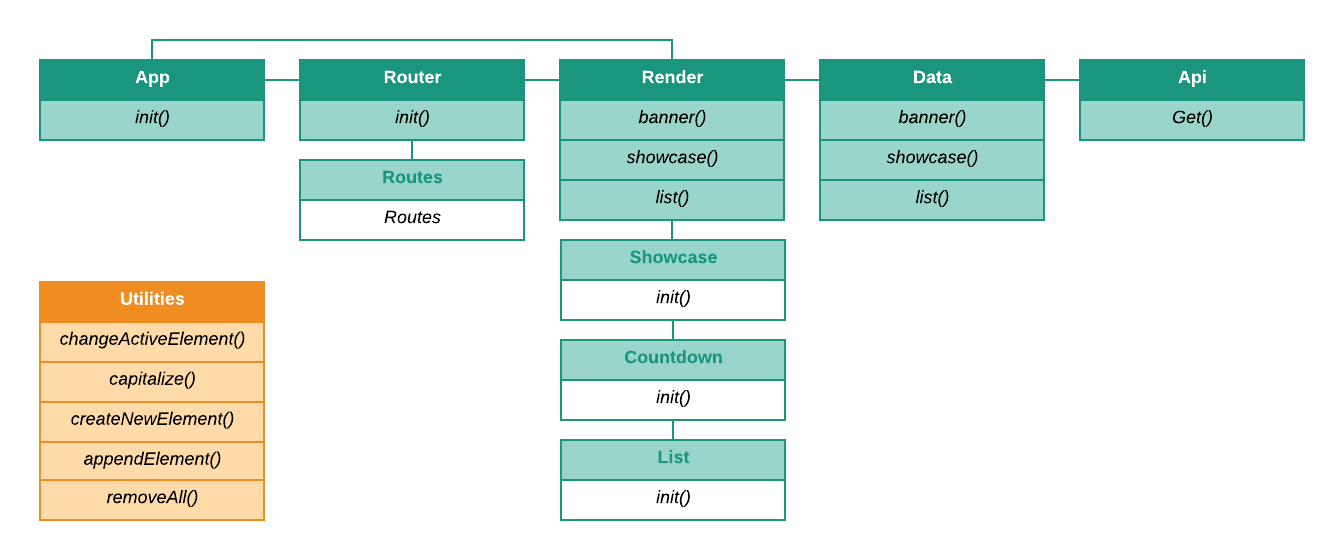 App
init()
Router
init()
Routes
Routes
Render
banner()
showcase()
list()
Showcase
init()
Countdown
init()
List
init()
Data
banner()
showcase()
list()
Api
Get()
Utilities
changeActiveElement()
capitalize()
createNewElement()
appendElement()
removeAll()